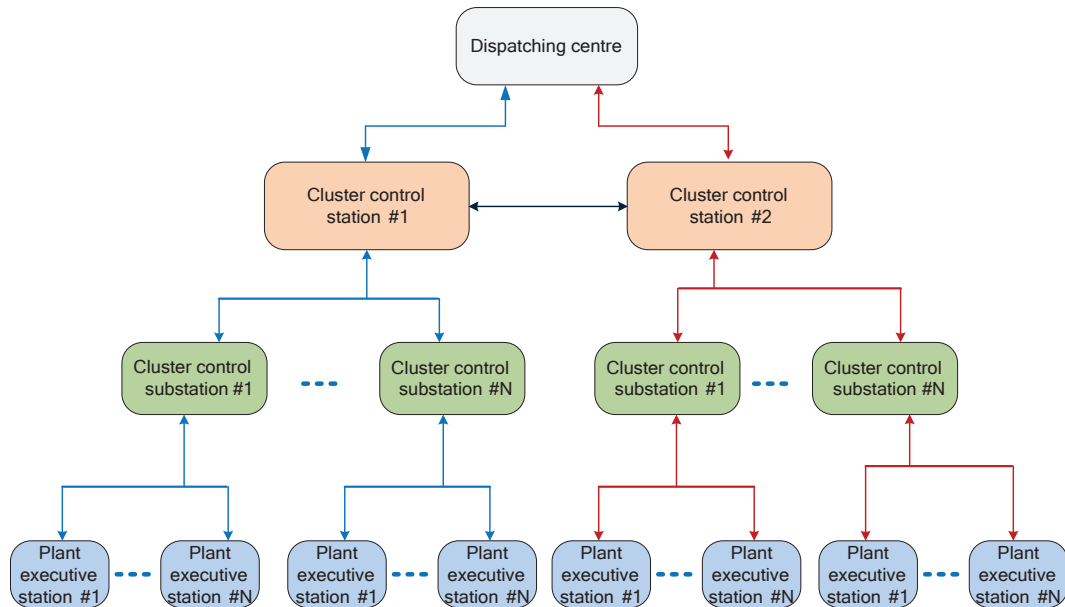 Dispatching centre
Cluster control
station #1
Cluster control
station #2
Cluster control
substation #1
Cluster control
substation #N
Cluster control
substation #1
Cluster control
substation #N
Plant
executive
station #1
Plant
executive
station #N
Plant
executive
station #1
Plant
executive
station #N
Plant
executive
station #1
Plant
executive
station #N
Plant
executive
station #1
Plant
executive
station #N